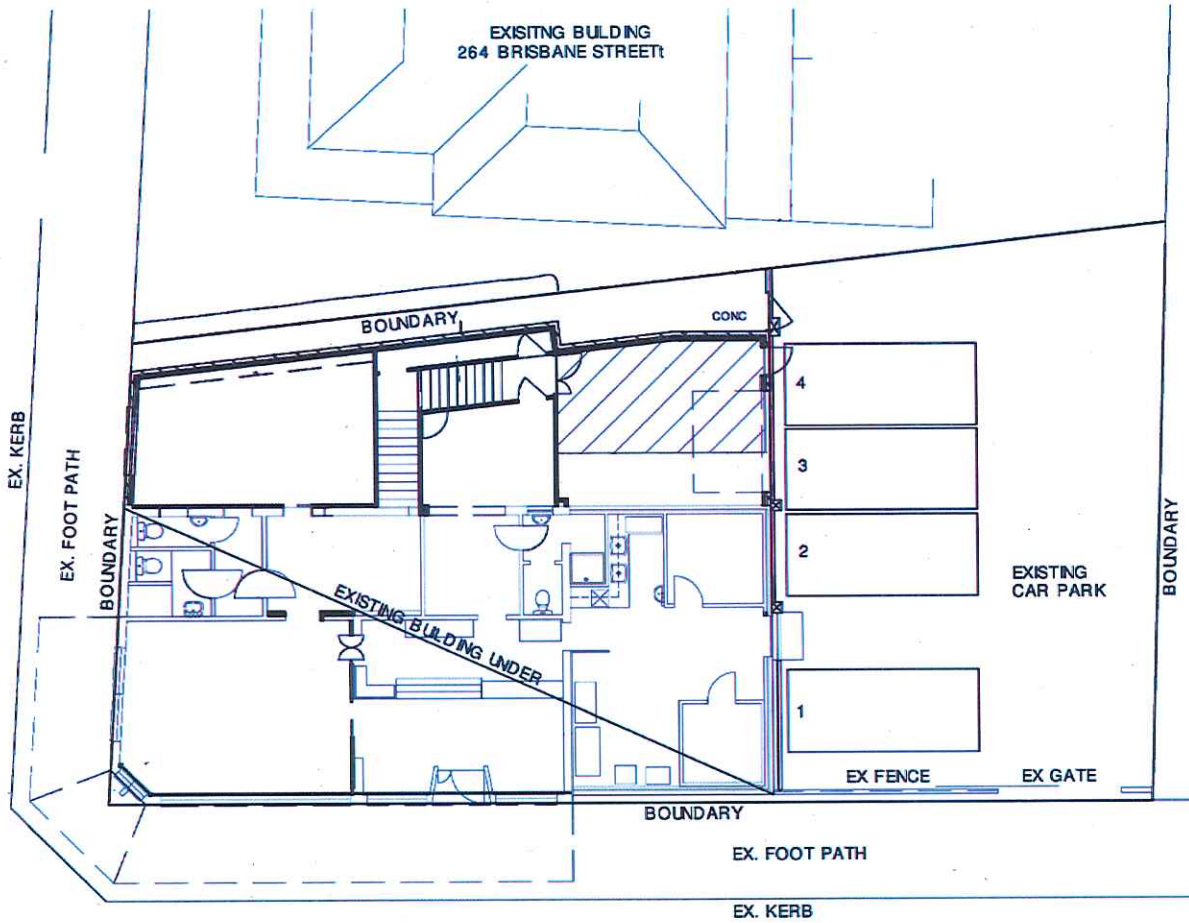 EXISITNG BUILDING
264 BRISBANE STREETt
BOUNDARY
CONC
4
3
2
1
EX. KERB
EX. FOOT PATH
BOUNDARY
EXISTING BUILDING UNDER
EXISTING
CAR PARK
BOUNDARY
EX FENCE
EX GATE
BOUNDARY
EX. FOOT PATH
EX. KERB